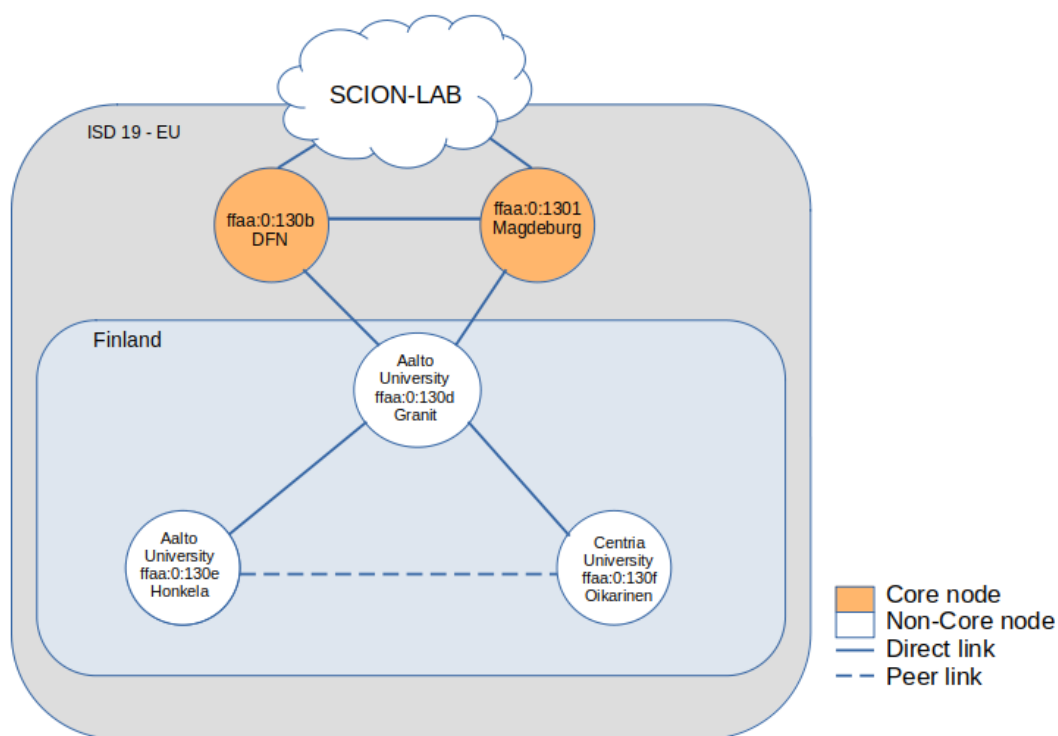 SCION-LAB
ISD 19 - EU
ffaa:0:130b
DFN
ffaa:0:1301
Magdeburg
Finland
Aalto
University
ffaa:0:130d
Granit
Aalto
University
ffaa:0:130e
Honkela
Centria
University
ffaa:0:130f
Oikarinen
Core node
Non-Core node
Direct link
Peer link